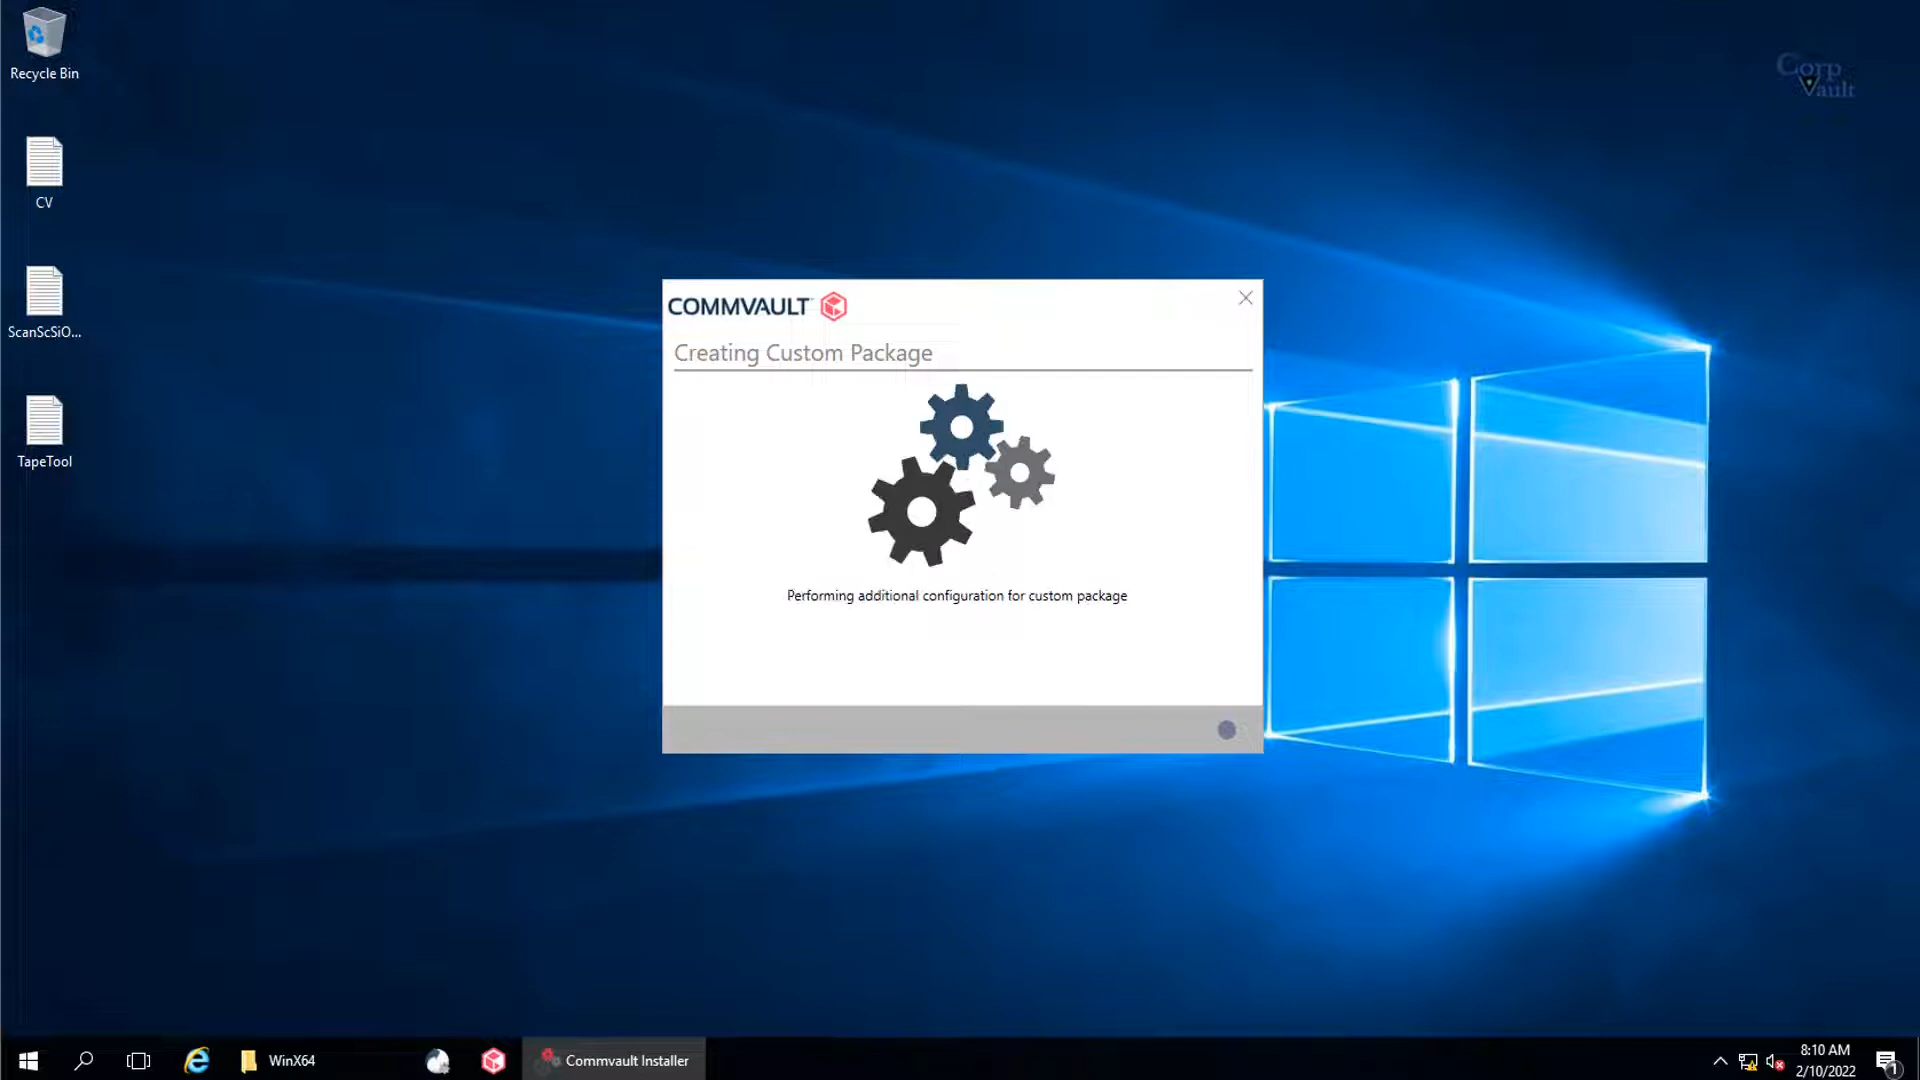 Recycle Bin
CV
ScanScSiO...
TapeTool
Corp
Vault
COMMVAULT
Creating Custom Package
Performing additional configuration for custom package
WinX64
Commvault Installer
8:10 AM
2/10/2022
1